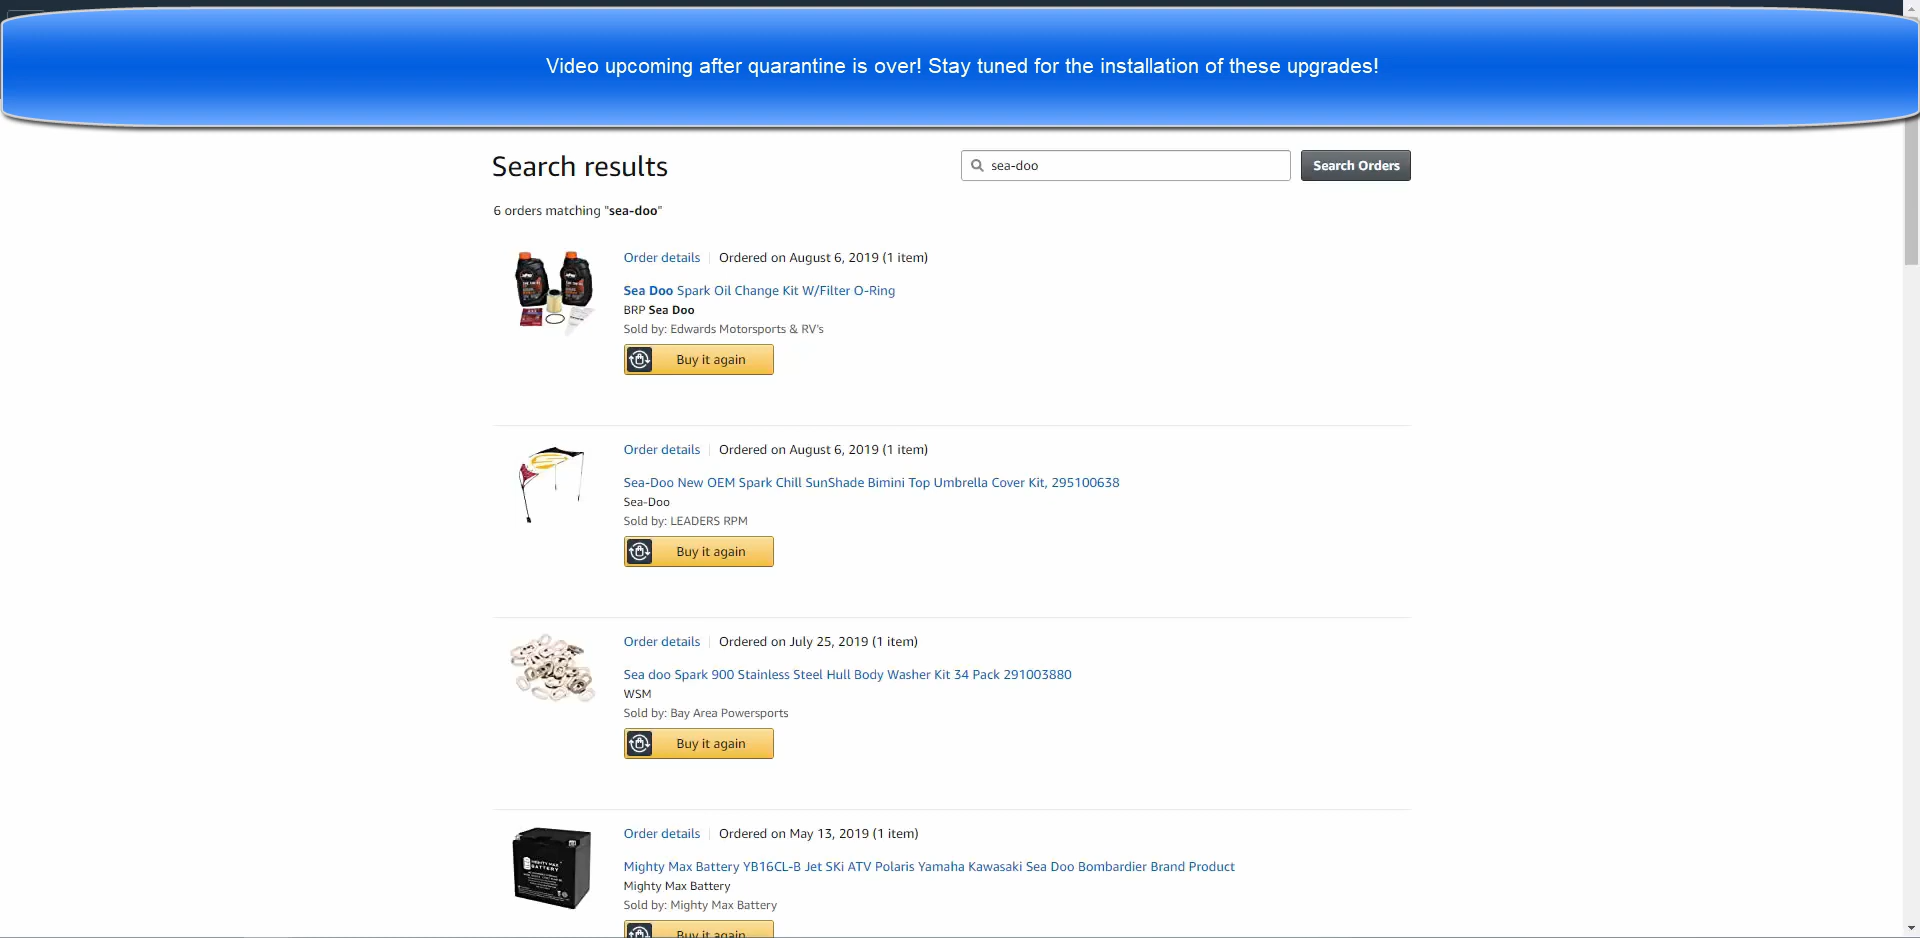 Video upcoming after quarantine is over! Stay tuned for the installation of these upgrades!
Search results
sea-doo
Search Orders
6 orders matching "sea-doo"
Order details Ordered on August 6, 2019 (1 item)
Sea Doo Spark Oil Change Kit W/Filter O-Ring
BRP Sea Doo
Sold by: Edwards Motorsports & RV's
Buy it again
Order details Ordered on August 6, 2019 (1 item)
Sea-Doo New OEM Spark Chill SunShade Bimini Top Umbrella Cover Kit, 295100638
Sea-Doo
Sold by: LEADERS RPM
Buy it again
Order details Ordered on July 25, 2019 (1 item)
Sea doo Spark 900 Stainless Steel Hull Body Washer Kit 34 Pack 291003880
WSM
Sold by: Bay Area Powersports
Buy it again
MIGHTY MAX
BATTERY
Order details Ordered on May 13, 2019 (1 item)
Mighty Max Battery YB16CL-B Jet SKi ATV Polaris Yamaha Kawasaki Sea Doo Bombardier Brand Product
Mighty Max Battery
Sold by: Mighty Max Battery
Buy it again